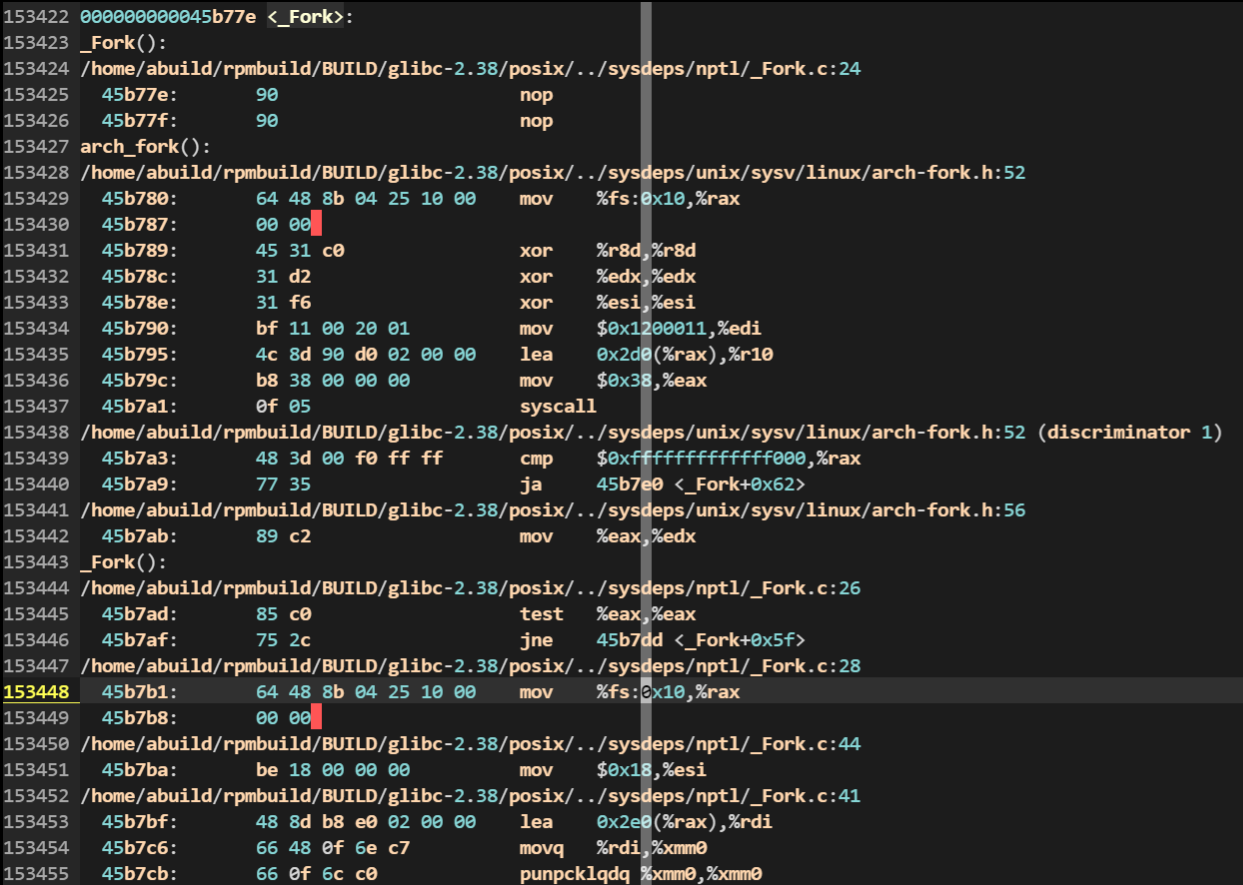 153422 000000000045b77e <_Fork>:
153423 _Fork():
153424 /home/abuild/rpmbuild/BUILD/glibc-2.38/posix/../sysdeps/nptl/_Fork.c:24
153425 45b77e: 90 nop
153426 45b77f: 90 nop
153427 arch_fork():
153428 /home/abuild/rpmbuild/BUILD/glibc-2.38/posix/../sysdeps/unix/sysv/linux/arch-fork.h:52
153429 45b780: 64 48 8b 04 25 10 00 mov %fs:0x10,%rax
153430 45b787: 00 00
153431 45b789: 45 31 c0 xor %r8d,%r8d
153432 45b78c: 31 d2 xor %edx,%edx
153433 45b78e: 31 f6 xor %esi,%esi
153434 45b790: bf 11 00 20 01 mov $0x1200011,%edi
153435 45b795: 4c 8d 90 d0 02 00 00 lea 0x2d0(%rax),%r10
153436 45b79c: b8 38 00 00 00 mov $0x38,%eax
153437 45b7a1: 0f 05 syscall
153438 /home/abuild/rpmbuild/BUILD/glibc-2.38/posix/../sysdeps/unix/sysv/linux/arch-fork.h:52 (discriminator 1)
153439 45b7a3: 48 3d 00 f0 ff ff cmp $0xfffffffffffff000,%rax
153440 45b7a9: 77 35 ja 45b7e0 <_Fork+0x62>
153441 /home/abuild/rpmbuild/BUILD/glibc-2.38/posix/../sysdeps/unix/sysv/linux/arch-fork.h:56
153442 45b7ab: 89 c2 mov %eax,%edx
153443 _Fork():
153444 /home/abuild/rpmbuild/BUILD/glibc-2.38/posix/../sysdeps/nptl/_Fork.c:26
153445 45b7ad: 85 c0 test %eax,%eax
153446 45b7af: 75 2c jne 45b7dd <_Fork+0x5f>
153447 /home/abuild/rpmbuild/BUILD/glibc-2.38/posix/../sysdeps/nptl/_Fork.c:28
153448 45b7b1: 64 48 8b 04 25 10 00 mov %fs:0x10,%rax
153449 45b7b8: 00 00
153450 /home/abuild/rpmbuild/BUILD/glibc-2.38/posix/../sysdeps/nptl/_Fork.c:44
153451 45b7ba: be 18 00 00 00 mov $0x18,%esi
153452 /home/abuild/rpmbuild/BUILD/glibc-2.38/posix/../sysdeps/nptl/_Fork.c:41
153453 45b7bf: 48 8d b8 e0 02 00 00 lea 0x2e0(%rax),%rdi
153454 45b7c6: 66 48 0f 6e c7 movq %rdi,%xmm0
153455 45b7cb: 66 0f 6c c0 punpcklqdq %xmm0,%xmm0